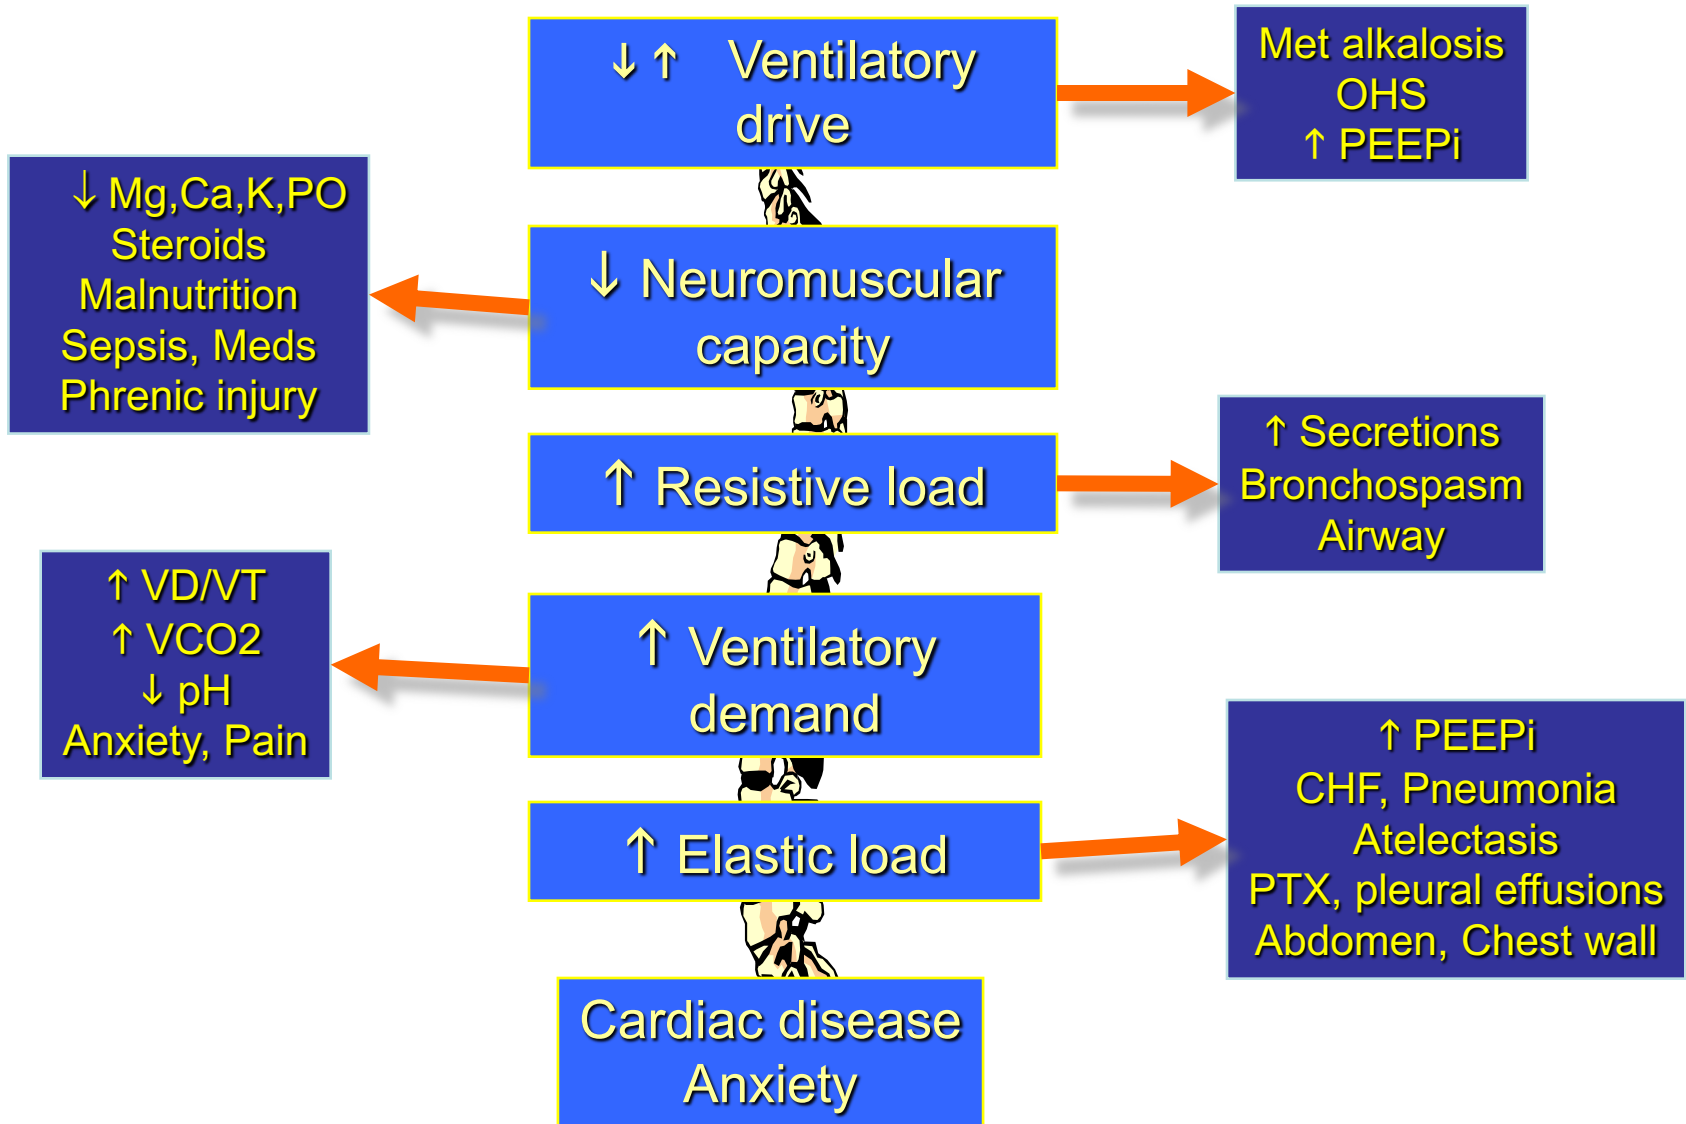 ↓↑ Ventilatory
drive
Met alkalosis
OHS
↑ PEEPi
↓ Mg,Ca,K,PO
Steroids
Malnutrition
Sepsis, Meds
Phrenic injury
↓ Neuromuscular
capacity
↑ Resistive load
↑ Secretions
Bronchospasm
Airway
↑ VD/VT
↑ VCO2
↓ pH
Anxiety, Pain
↑ Ventilatory
demand
↑ Elastic load
↑ PEEPi
CHF, Pneumonia
Atelectasis
PTX, pleural effusions
Abdomen, Chest wall
Cardiac disease
Anxiety